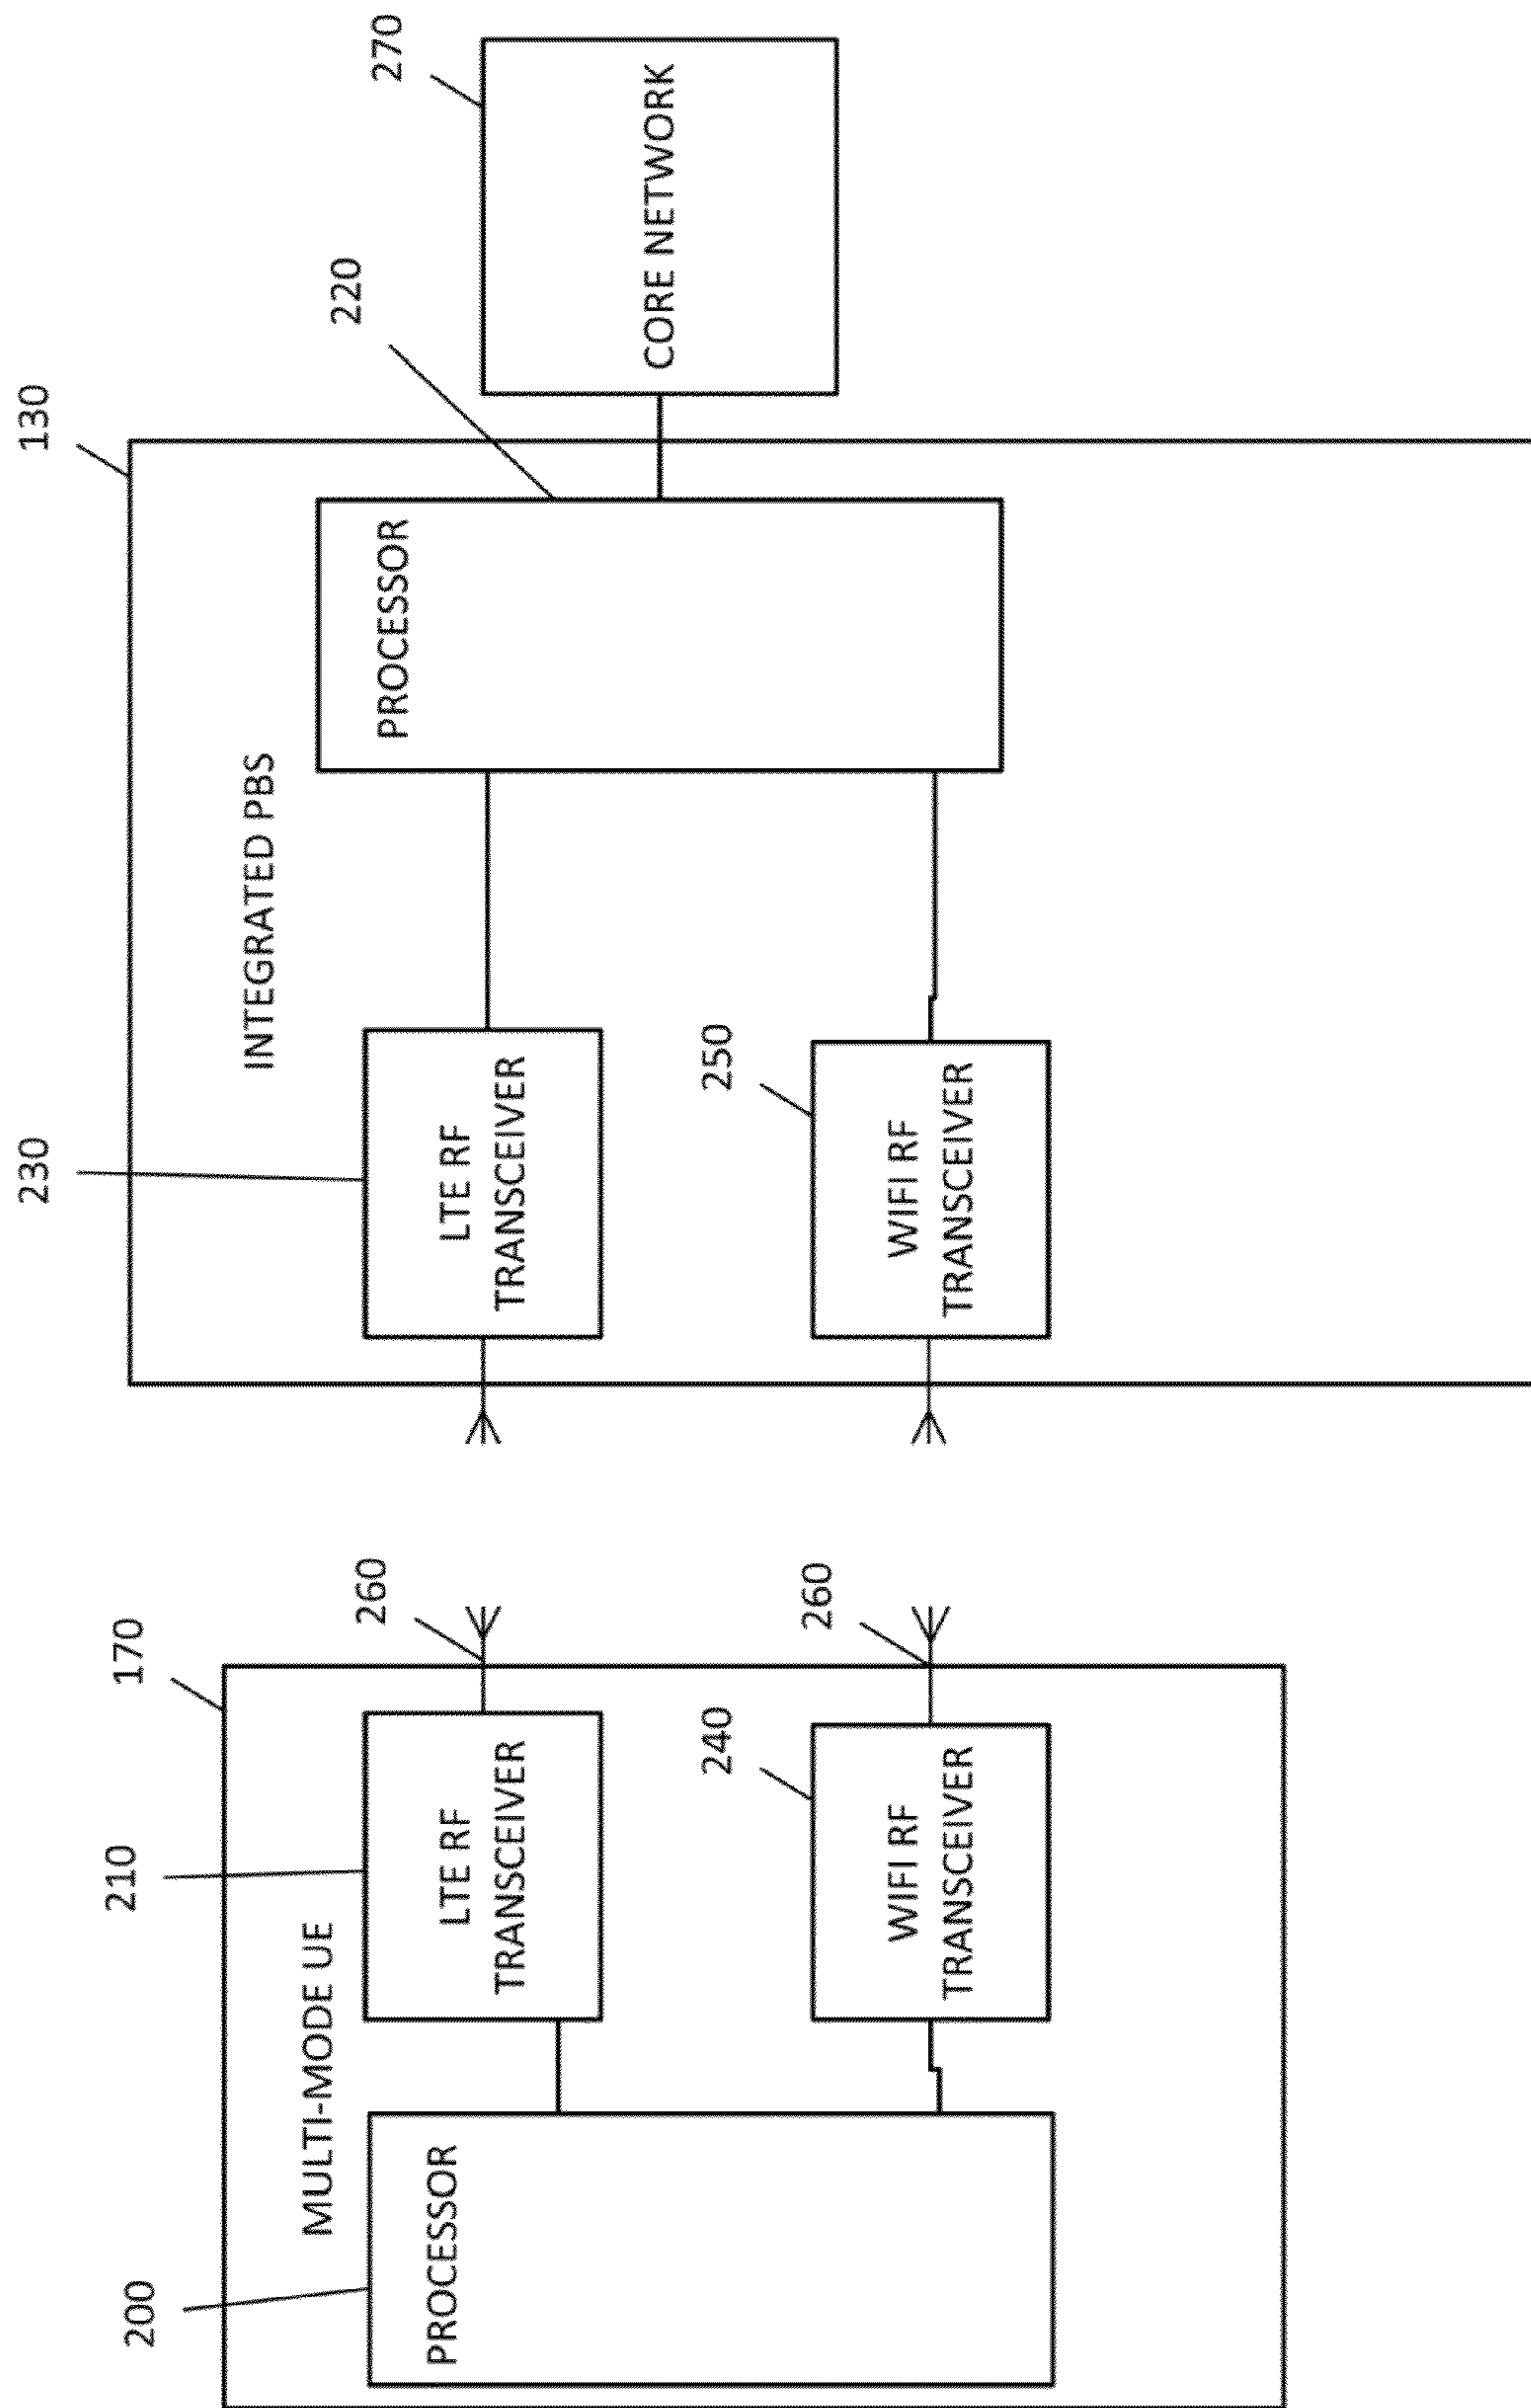 200
170
MULTI-MODE UE
PROCESSOR
210
LTE RF
TRANSCEIVER
260
240
WIFI RF
TRANSCEIVER
260
130
INTEGRATED PBS
230
LTE RF
TRANSCEIVER
250
WIFI RF
TRANSCEIVER
220
PROCESSOR
270
CORE NETWORK